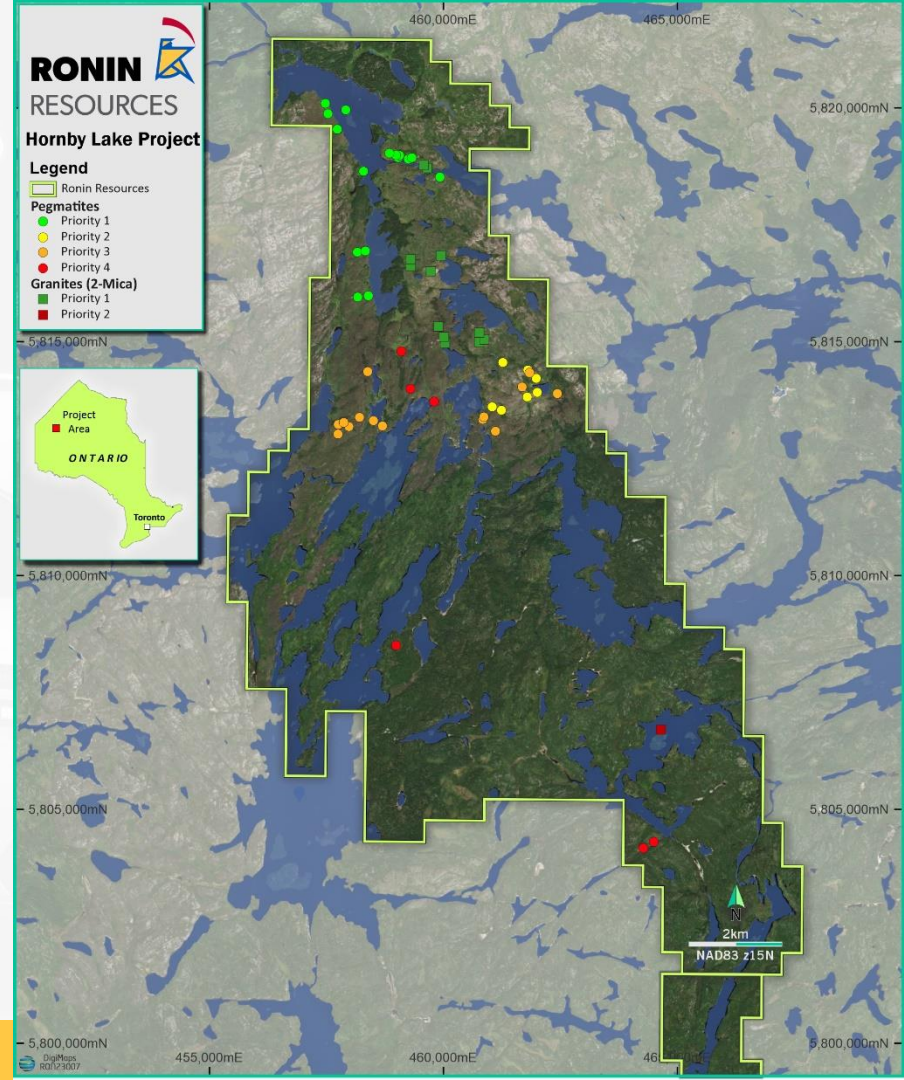 460,000mE
465,000mE
RONIN
RESOURCES
Hornby Lake Project
Legend
Ronin Resources
Pegmatites
Priority 1
Priority 2
Priority 3
Priority 4
Granites (2-Mica)
Priority 1
Priority 2
5,820,000mN
5,815,000mN
5,815,000mN
Project
Area
ONTARIO
Toronto
5,810,000mN
5,810,000mN
5,805,000mN
5,805,000mN
N
2km
NAD83 z15N
5,800,000mN
5,800,000mN
DigiMaps
455,000mE
460,000mE